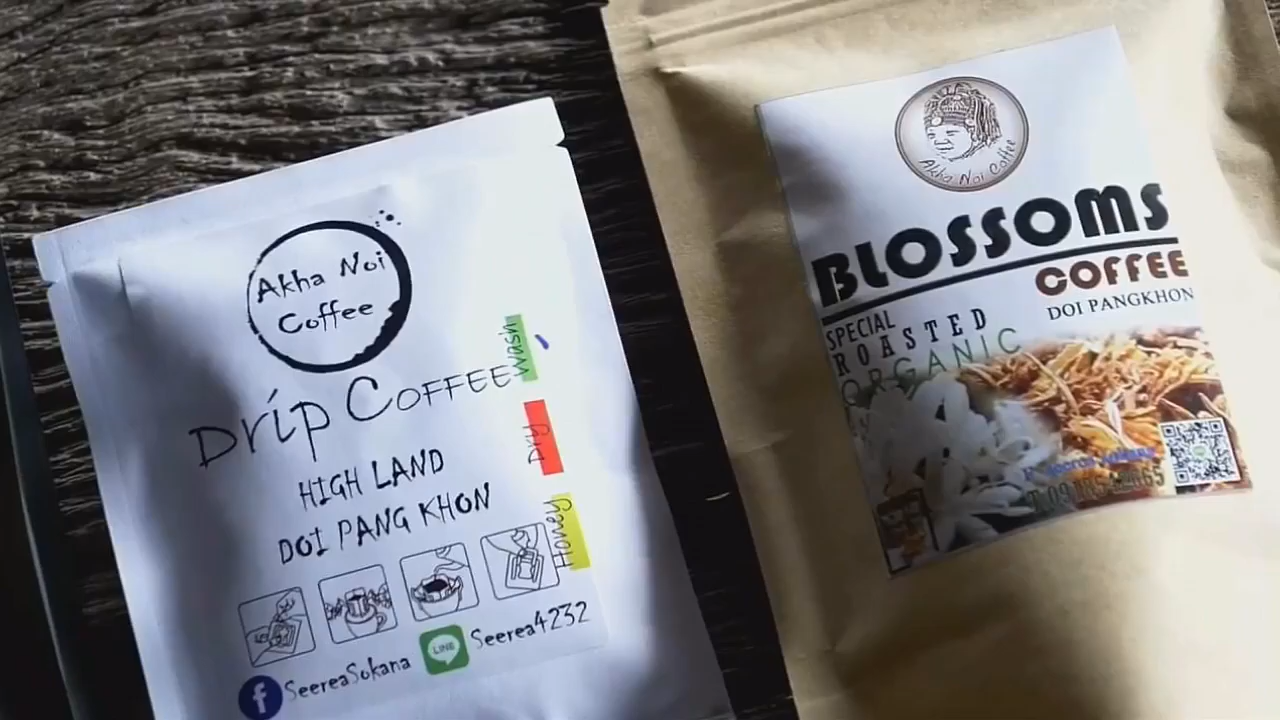 Akha Noi
Coffee
Drip COFFEE
HIGH LAND
DOI PANG KHON
Wash
Dry
Honey
SeereaSokana
LINE
Seerea4232
Akha Noi Coffee
BLOSSOMS
COFFEE
DOI PANGKHON
SPECIAL
ROASTED
ORGANIC